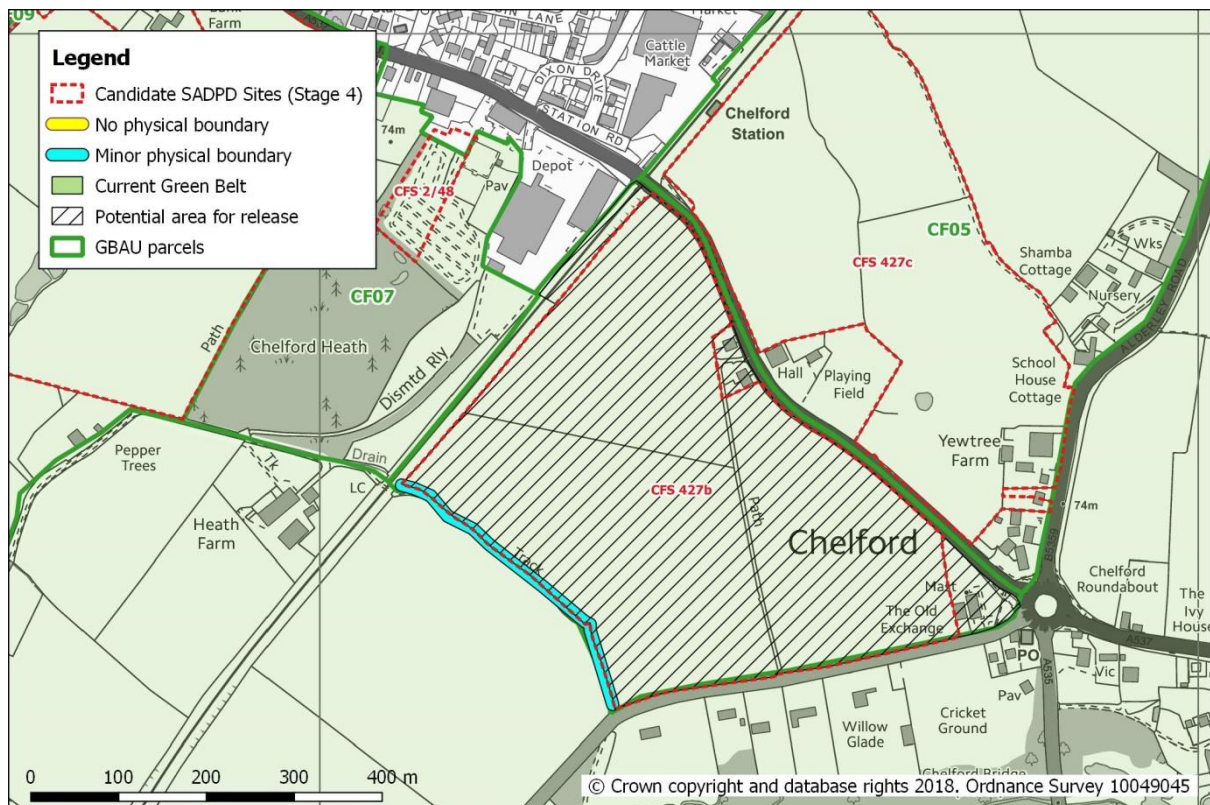 Legend
Candidate SADPD Sites (Stage 4)
No physical boundary
Minor physical boundary
Current Green Belt
Potential area for release
GBAU parcels
Cattle
Market
DIXON DRIVE
STATION RD
Chelford
Station
74m
CFS 2/48
Pav
Depot
CF07
Path
Chelford Heath
Dismtd Rly
CF05
CFS 427c
Shamba
Cottage
Wks
Nursery
ALDERLEY ROAD
School
House
Cottage
Hall
Playing
Field
Pepper
Trees
Tk
Drain
LC
Heath
Farm
CFS 427b
Path
Track
Yewtree
Farm
74m
B5359
Chelford
Mast
The Old
Exchange
Chelford
Roundabout
The
Ivy
House
A537
PO
A535
Vic
Pav
Willow
Glade
Cricket
Ground
Chelford Bridge
0 100 200 300 400 m
© Crown copyright and database rights 2018. Ordnance Survey 10049045